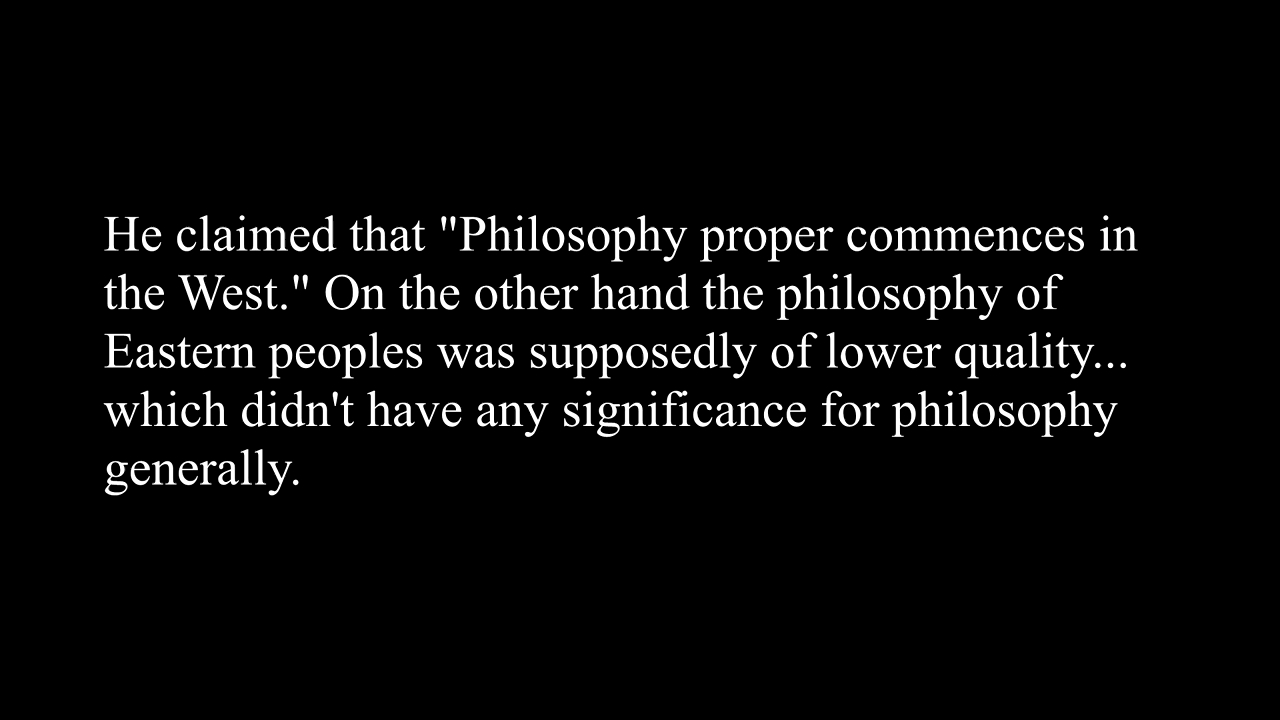 He claimed that "Philosophy proper commences in
the West." On the other hand the philosophy of
Eastern peoples was supposedly of lower quality...
which didn't have any significance for philosophy
generally.